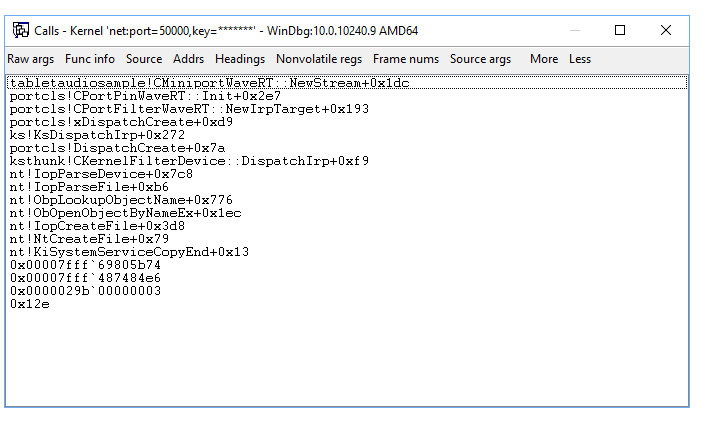 Calls - Kernel 'net:port=50000,key=*******' - WinDbg:10.0.10240.9 AMD64
Raw args Func info Source Addrs Headings Nonvolatile regs Frame nums Source args More Less
tabletaudiosample!CMiniportWaveRT::NewStream+0x1dc
portcls!CPortPinWaveRT::Init+0x2e7
portcls!CPortFilterWaveRT::NewIrpTarget+0x193
portcls!xDispatchCreate+0xd9
ks!KsDispatchIrp+0x272
portcls!DispatchCreate+0x7a
ksthunk!CKernelFilterDevice::DispatchIrp+0xf9
nt!IopParseDevice+0x7c8
nt!IopParseFile+0xb6
nt!ObpLookupObjectName+0x776
nt!ObOpenObjectByNameEx+0x1ec
nt!IopCreateFile+0x3d8
nt!NtCreateFile+0x79
nt!KiSystemServiceCopyEnd+0x13
0x00007fff`69805b74
0x00007fff`487484e6
0x0000029b`00000003
0x12e